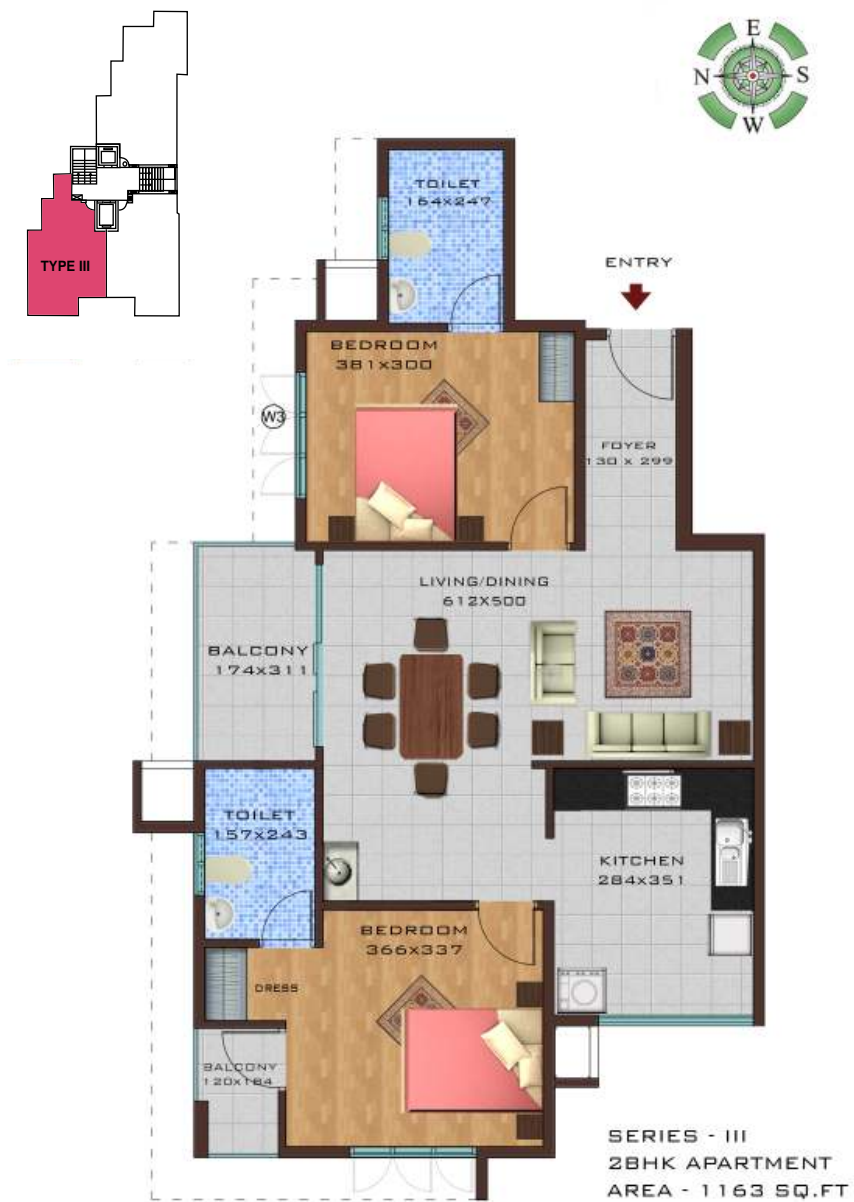 E
N S
W
TYPE III
TOILET
164x247
ENTRY
BEDROOM
381x300
W3
FOYER
130 x 299
LIVING/DINING
612X500
BALCONY
174x311
TOILET
157x243
KITCHEN
284x351
BEDROOM
366x337
DRESS
BALCONY
120x184
SERIES - III
2BHK APARTMENT
AREA - 1163 SQ.FT